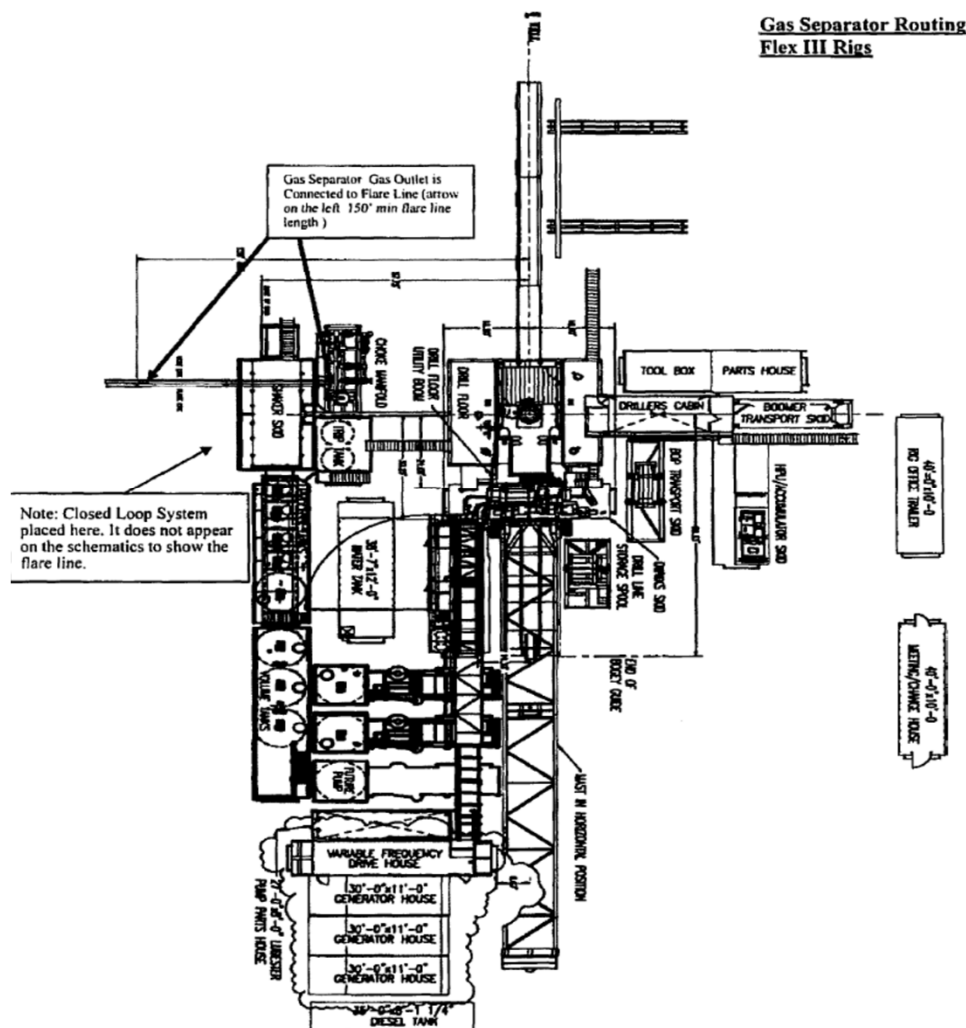 Gas Separator Routing
Flex III Rigs
Gas Separator Gas Outlet is
Connected to Flare Line (arrow
on the left 150' min flare line
length )
CHOKE MANIFOLD
DRILL FLOOR
UTILITY BOOM
DRILL FLOOR
TOOL BOX
PARTS HOUSE
DRILLERS CABIN
BOOMER
TRANSPORT SKID
SHAKER SKID
TRIP
TANK
BOP TRANSPORT SKID
HPU/ACCUMULATOR SKID
40'-0"x10'-0
RIG OFFICE TRAILER
Note: Closed Loop System
placed here. It does not appear
on the schematics to show the
flare line.
WATER TANK
DRILL LINE
STORAGE SPOOL
SKID
END OF
BOGEY GUIDE
40'-0"x10'-0
MEETING/CHANGE HOUSE
VOLUME TANKS
FUTURE
PUMP
MAST IN HORIZONTAL POSITION
VARIABLE FREQUENCY
DRIVE HOUSE
30'-0"x11'-0"
GENERATOR HOUSE
30'-0"x11'-0"
GENERATOR HOUSE
30'-0"x11'-0"
GENERATOR HOUSE
PUMP PARTS HOUSE
DIESEL TANK